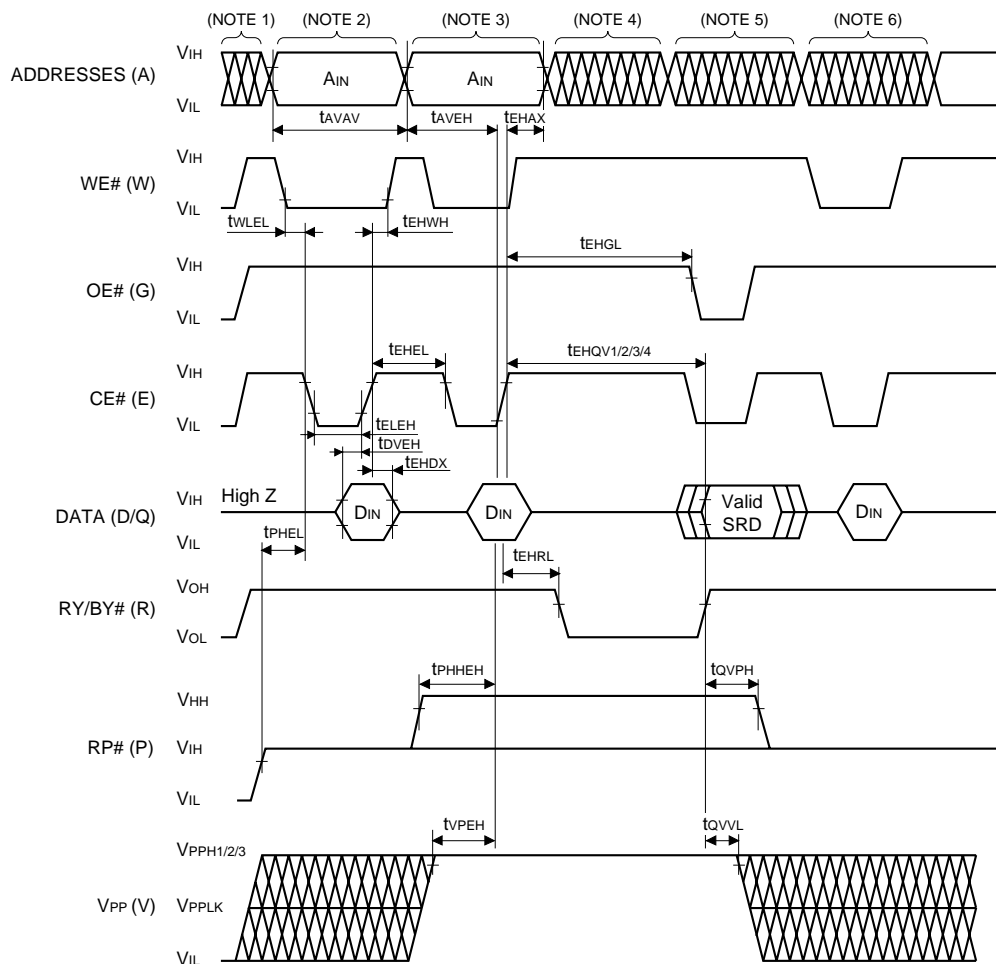 (NOTE 1) (NOTE 2) (NOTE 3) (NOTE 4) (NOTE 5) (NOTE 6)
VIH
ADDRESSES (A) AIN AIN
VIL
tAVAV tAVEH tEHAX
VIH
WE# (W)
VIL
tWLEL tEHWH
tEHGL
VIH
OE# (G)
VIL
tEHEL tEHQV1/2/3/4
VIH
CE# (E)
VIL
tELEH
tDVEH
tEHDX
VIH High Z
DATA (D/Q) DIN DIN Valid SRD DIN
VIL
tPHEL
tEHRL
VOH
RY/BY# (R)
VOL
tPHHEH tQVPH
VHH
RP# (P) VIH
VIL
tVPEH tQVVL
VPPH1/2/3
VPP (V) VPPLK
VIL